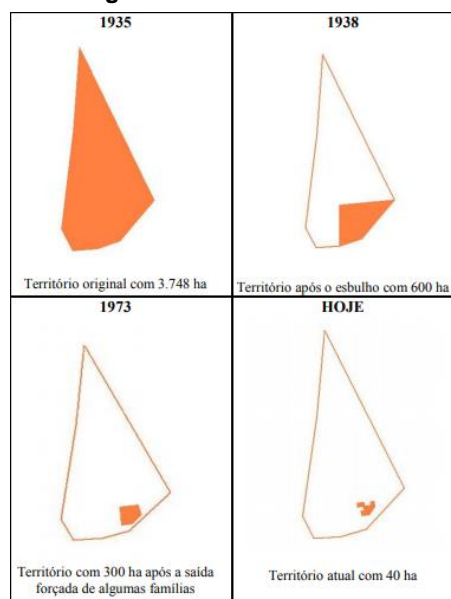 1935
Território original com 3.748 ha
1938
Território após o esbulho com 600 ha
1973
Território com 300 ha após a saída
forçada de algumas famílias
HOJE
Território atual com 40 ha